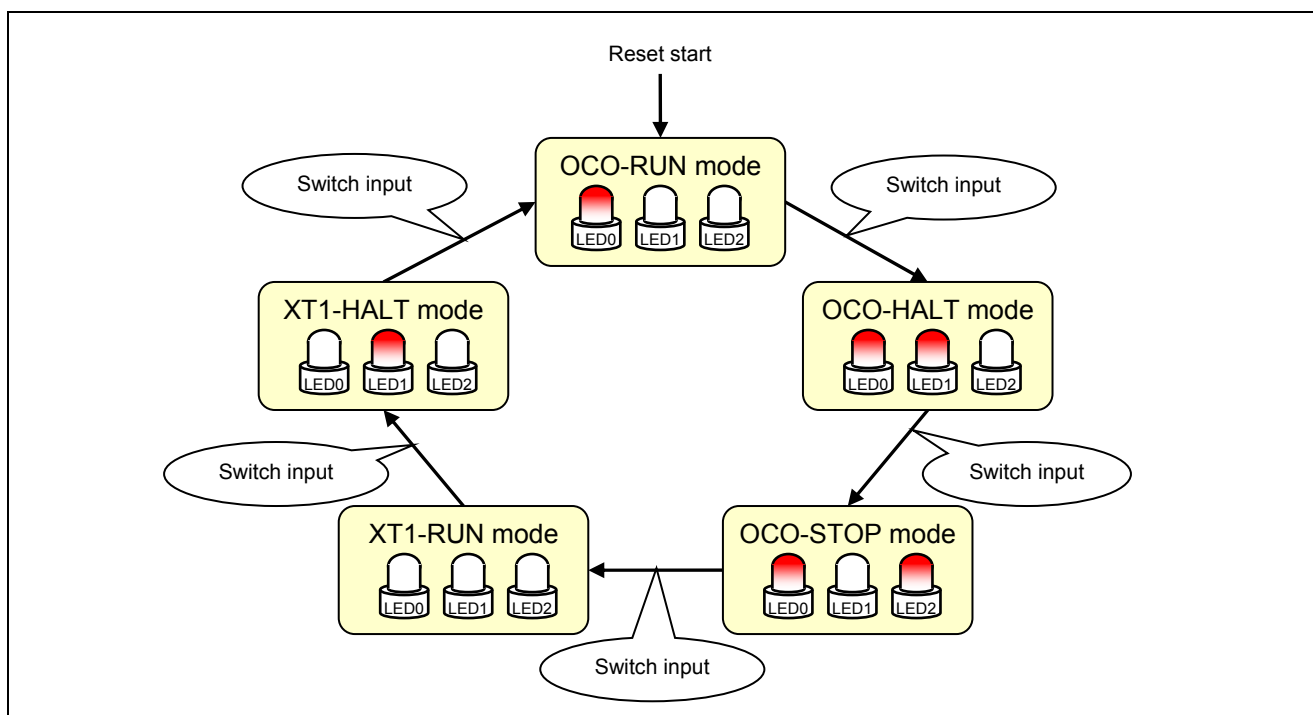 Reset start
OCO-RUN mode
LED0 LED1 LED2
Switch input
Switch input
XT1-HALT mode
LED0 LED1 LED2
OCO-HALT mode
LED0 LED1 LED2
Switch input
Switch input
XT1-RUN mode
LED0 LED1 LED2
OCO-STOP mode
LED0 LED1 LED2
Switch input